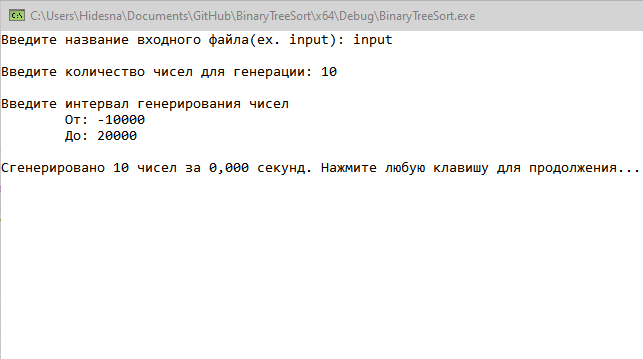 C:\Users\Hidesna\Documents\GitHub\BinaryTreeSort\x64\Debug\BinaryTreeSort.exe
Введите название входного файла(ex. input): input
Введите количество чисел для генерации: 10
Введите интервал генерирования чисел
От: -10000
До: 20000
Сгенерировано 10 чисел за 0,000 секунд. Нажмите любую клавишу для продолжения...